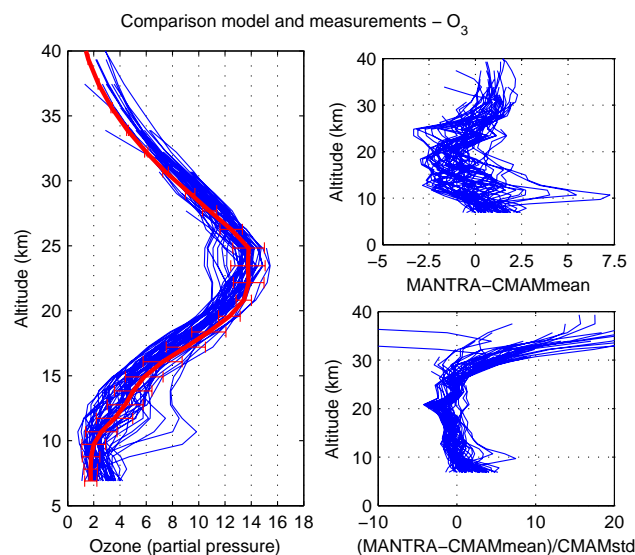 Comparison model and measurements – O3
40
35
30
25
20
15
10
5
0 2 4 6 8 10 12 14 16 18
Altitude (km)
Ozone (partial pressure)
40
30
20
10
0
−5 −2.5 0 2.5 5 7.5
Altitude (km)
MANTRA−CMAMmean
40
30
20
10
5
−10 0 10 20
Altitude (km)
(MANTRA−CMAMmean)/CMAMstd